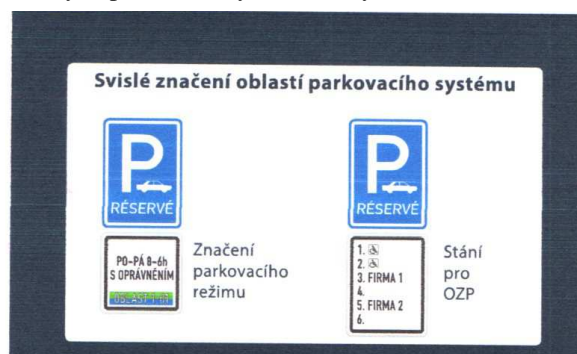 Svislé značení oblastí parkovacího systému
P
RÉSERVÉ
PO-PÁ 8-6h
S OPRÁVNĚNÍM
Značení
parkovacího
režimu
P
RÉSERVÉ
1.
2.
3. FIRMA 1
4.
5. FIRMA 2
6.
Stání
pro
OZP